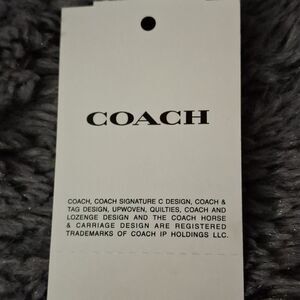 COACH
COACH, COACH SIGNATURE C DESIGN, COACH &
TAG DESIGN, UPWOVEN, QUILTIES, COACH AND
LOZENGE DESIGN AND THE COACH HORSE
& CARRIAGE DESIGN ARE REGISTERED
TRADEMARKS OF COACH IP HOLDINGS LLC.